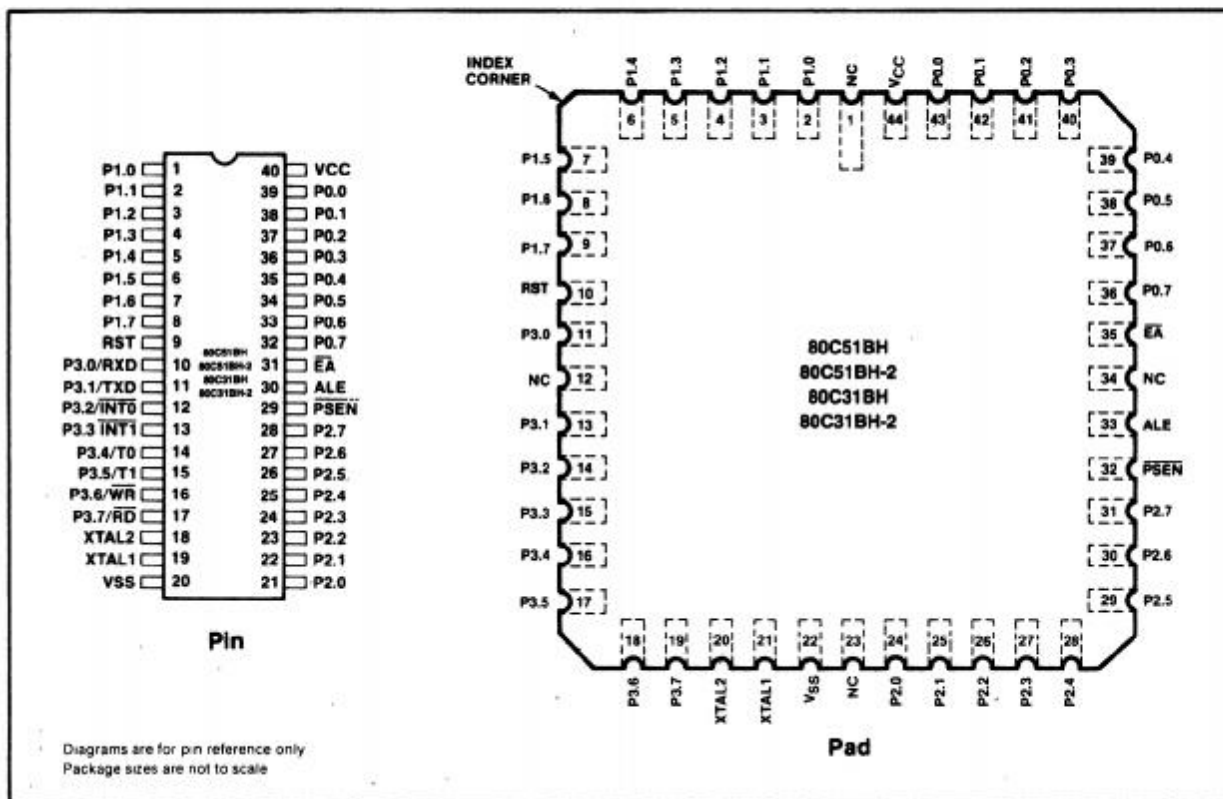 P1.0 1
P1.1 2
P1.2 3
P1.3 4
P1.4 5
P1.5 6
P1.6 7
P1.7 8
RST 9
P3.0/RXD 10
P3.1/TXD 11
P3.2/INT0 12
P3.3 INT1 13
P3.4/T0 14
P3.5/T1 15
P3.6/WR 16
P3.7/RD 17
XTAL2 18
XTAL1 19
VSS 20
80C51BH
80C51BH-2
80C31BH
80C31BH-2
40 VCC
39 P0.0
38 P0.1
37 P0.2
36 P0.3
35 P0.4
34 P0.5
33 P0.6
32 P0.7
31 EA
30 ALE
29 PSEN
28 P2.7
27 P2.6
26 P2.5
25 P2.4
24 P2.3
23 P2.2
22 P2.1
21 P2.0
Pin
Diagrams are for pin reference only
Package sizes are not to scale
INDEX
CORNER
P1.4 6
P1.3 5
P1.2 4
P1.1 3
P1.0 2
NC 1
VCC 44
P0.0 43
P0.1 42
P0.2 41
P0.3 40
P1.5 7
P1.6 8
P1.7 9
RST 10
P3.0 11
NC 12
P3.1 13
P3.2 14
P3.3 15
P3.4 16
P3.5 17
80C51BH
80C51BH-2
80C31BH
80C31BH-2
39 P0.4
38 P0.5
37 P0.6
36 P0.7
35 EA
34 NC
33 ALE
32 PSEN
31 P2.7
30 P2.6
29 P2.5
18 P3.6
19 P3.7
20 XTAL2
21 XTAL1
22 VSS
23 NC
24 P2.0
25 P2.1
26 P2.2
27 P2.3
28 P2.4
Pad